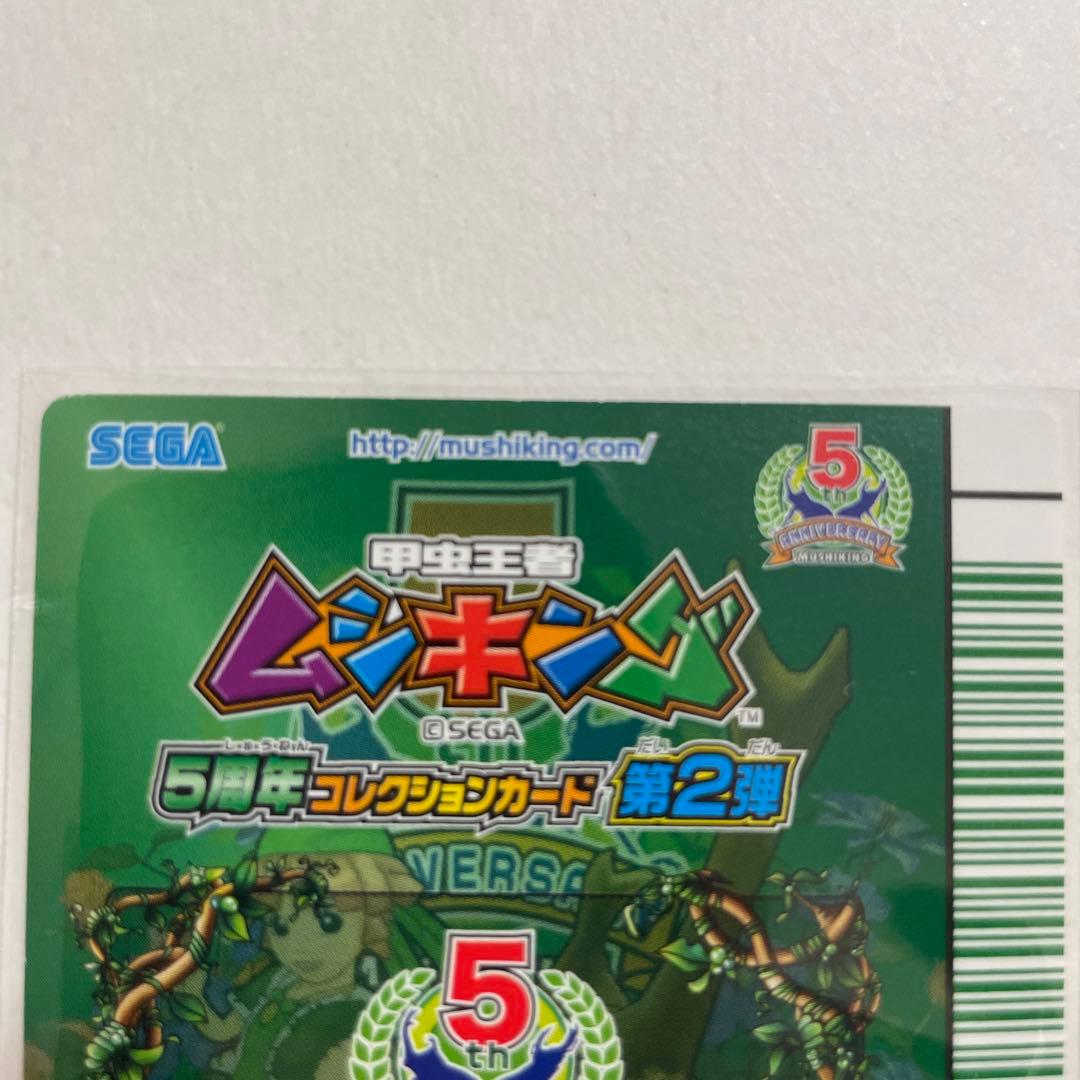 SEGA
http://mushiking.com/
5th
ANNIVERSARY
MUSHIKING
甲虫王者
ムシキング
TM
©SEGA
しゅうねん
だい だん
5周年コレクションカード 第2弾
VERSA
5
th